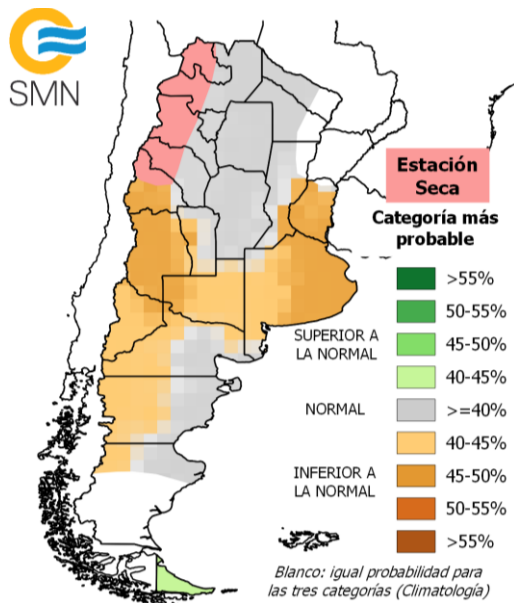 SMN
Estación
Seca
Categoría más
probable
>55%
50-55%
45-50%
SUPERIOR A
LA NORMAL
40-45%
NORMAL
>=40%
40-45%
INFERIOR A
LA NORMAL
45-50%
50-55%
>55%
Blanco: igual probabilidad para
las tres categorías (Climatología)